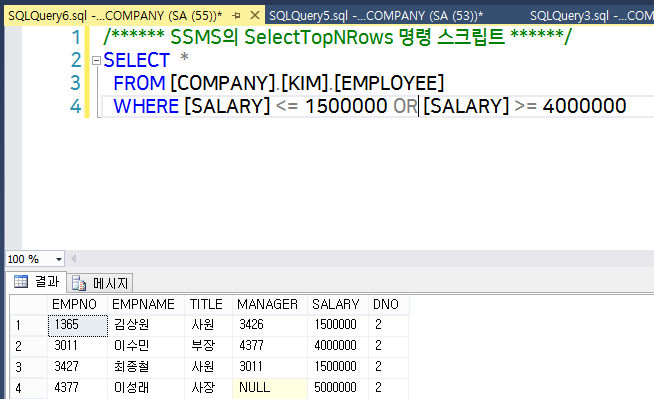 SQLQuery6.sql -...COMPANY (SA (55))* SQLQuery5.sql -...COMPANY (SA (53))* SQLQuery3.sql -...COM
1 /****** SSMS의 SelectTopNRows 명령 스크립트 ******/
2 SELECT *
3 FROM [COMPANY].[KIM].[EMPLOYEE]
4 WHERE [SALARY] <= 1500000 OR [SALARY] >= 4000000
100 %
결과 메시지
EMPNO EMPNAME TITLE MANAGER SALARY DNO
1 1365 김상원 사원 3426 1500000 2
2 3011 이수민 부장 4377 4000000 2
3 3427 최종철 사원 3011 1500000 2
4 4377 이성래 사장 NULL 5000000 2